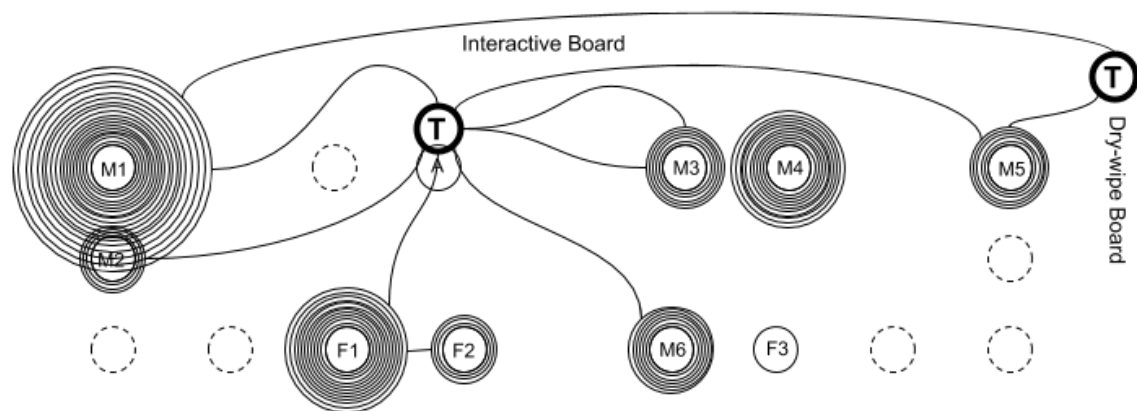 Interactive Board
T
T
Dry-wipe Board
M1
A
M3
M4
M5
M2
F1
F2
M6
F3